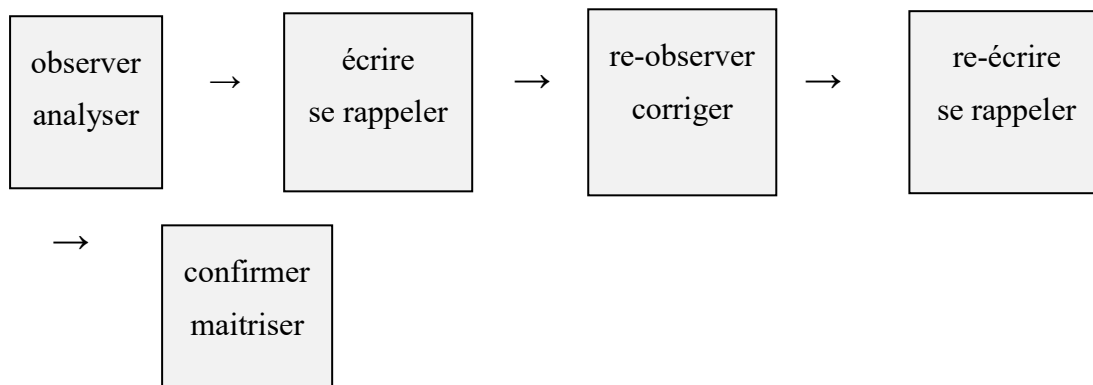 observer
analyser
→
écrire
se rappeler
→
re-observer
corriger
→
re-écrire
se rappeler
→
confirmer
maitriser